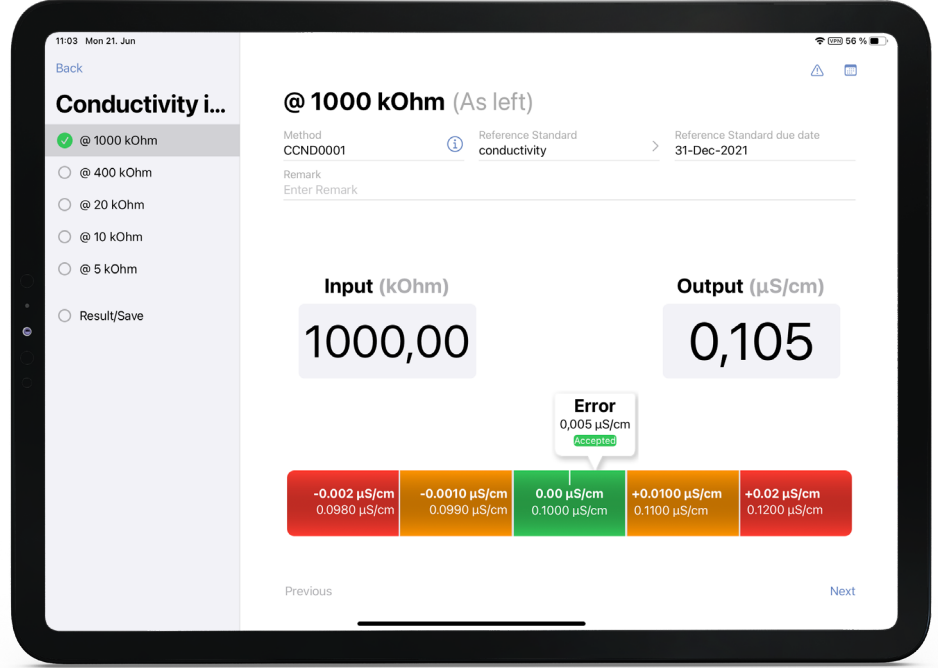 11:03 Mon 21. Jun
VPN 56 %
Back
Conductivity i...
@ 1000 kOhm
@ 400 kOhm
@ 20 kOhm
@ 10 kOhm
@ 5 kOhm
Result/Save
@ 1000 kOhm (As left)
Method
CCND0001
Reference Standard
conductivity
Reference Standard due date
31-Dec-2021
Remark
Enter Remark
Input (kOhm)
1000,00
Output (µS/cm)
0,105
Error
0,005 µS/cm
Accepted
-0.002 µS/cm
0.0980 µS/cm
-0.0010 µS/cm
0.0990 µS/cm
0.00 µS/cm
0.1000 µS/cm
+0.0100 µS/cm
0.1100 µS/cm
+0.02 µS/cm
0.1200 µS/cm
Previous
Next